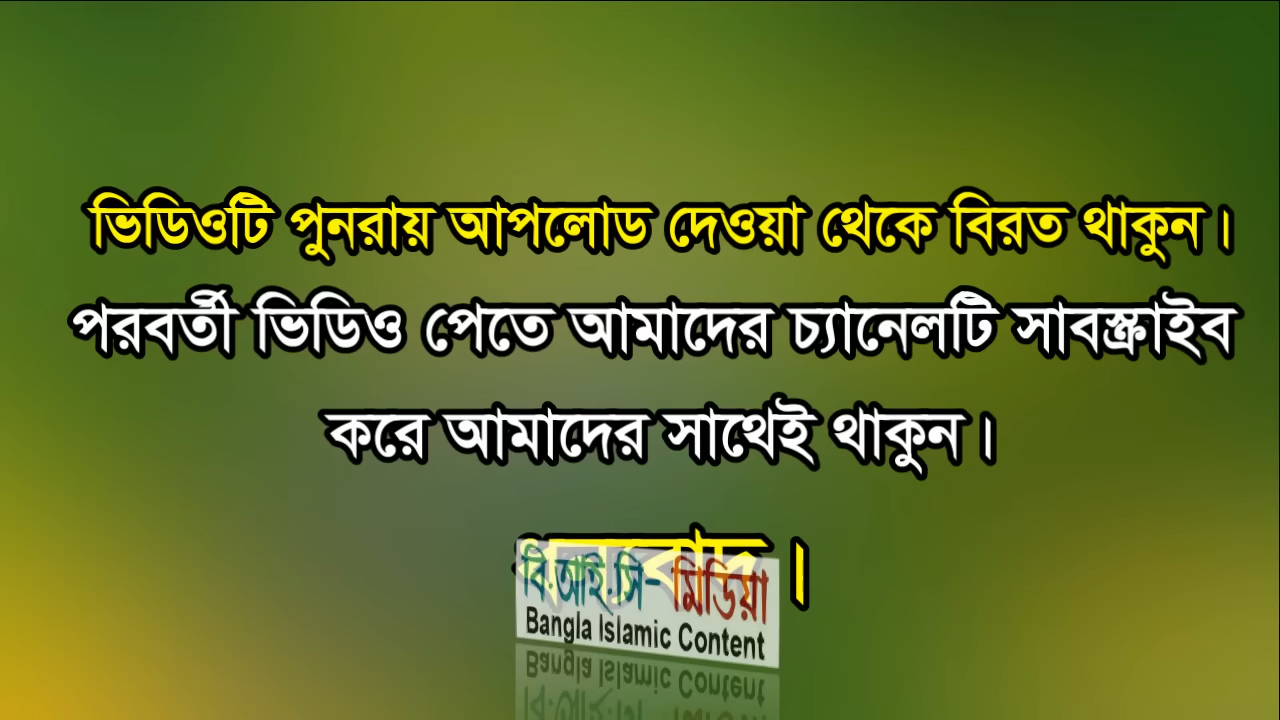 ভিডিওটি পুনরায় আপলোড দেওয়া থেকে বিরত থাকুন।
পরবর্তী ভিডিও পেতে আমাদের চ্যানেলটি সাবস্ক্রাইব
করে আমাদের সাথেই থাকুন।
বি.আই.সি- মিডিয়া
Bangla Islamic Content